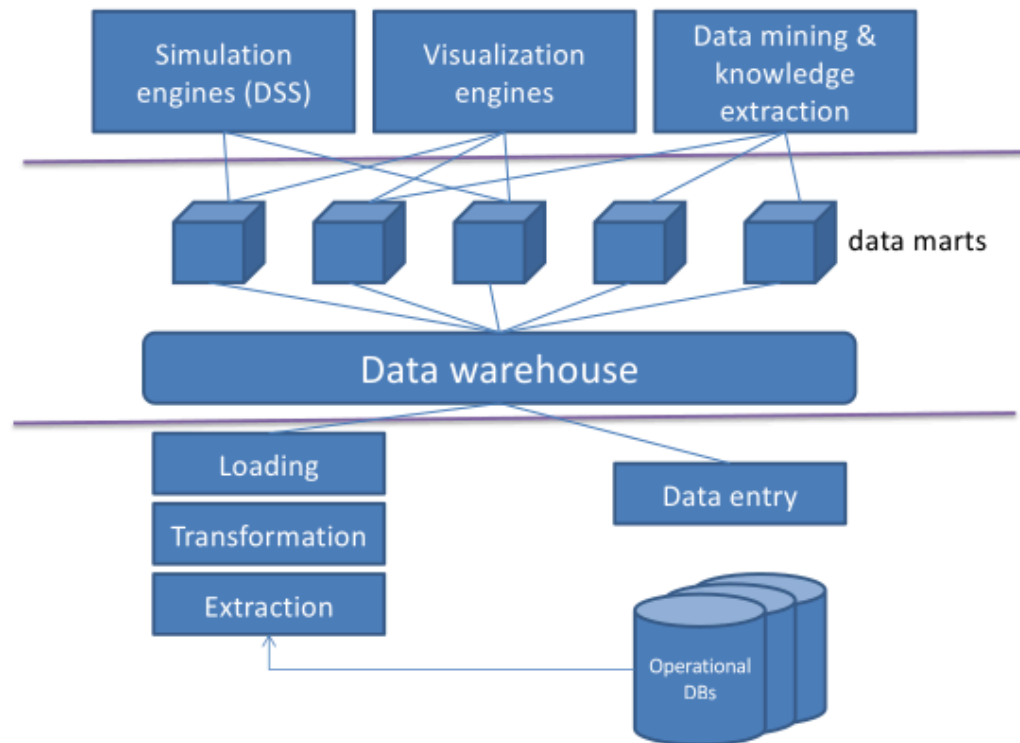 Simulation
engines (DSS)
Visualization
engines
Data mining &
knowledge
extraction
data marts
Data warehouse
Loading
Data entry
Transformation
Extraction
Operational
DBs